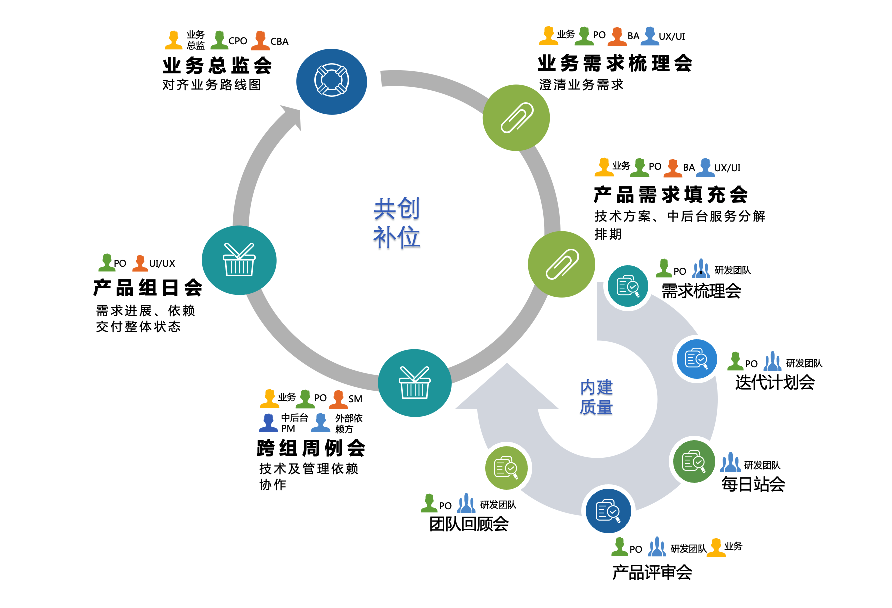 业务
总监
CPO
CBA
业务总监会
对齐业务路线图
业务
PO
BA
UX/UI
业务需求梳理会
澄清业务需求
业务
PO
BA
UX/UI
产品需求填充会
技术方案、中后台服务分解
排期
共创
补位
PO
UI/UX
产品组日会
需求进展、依赖
交付整体状态
业务
PO
SM
中后台
PM
外部依
赖方
跨组周例会
技术及管理依赖
协作
内建
质量
PO
研发团队
需求梳理会
PO
研发团队
迭代计划会
研发团队
每日站会
PO
研发团队
业务
产品评审会
PO
研发团队
团队回顾会